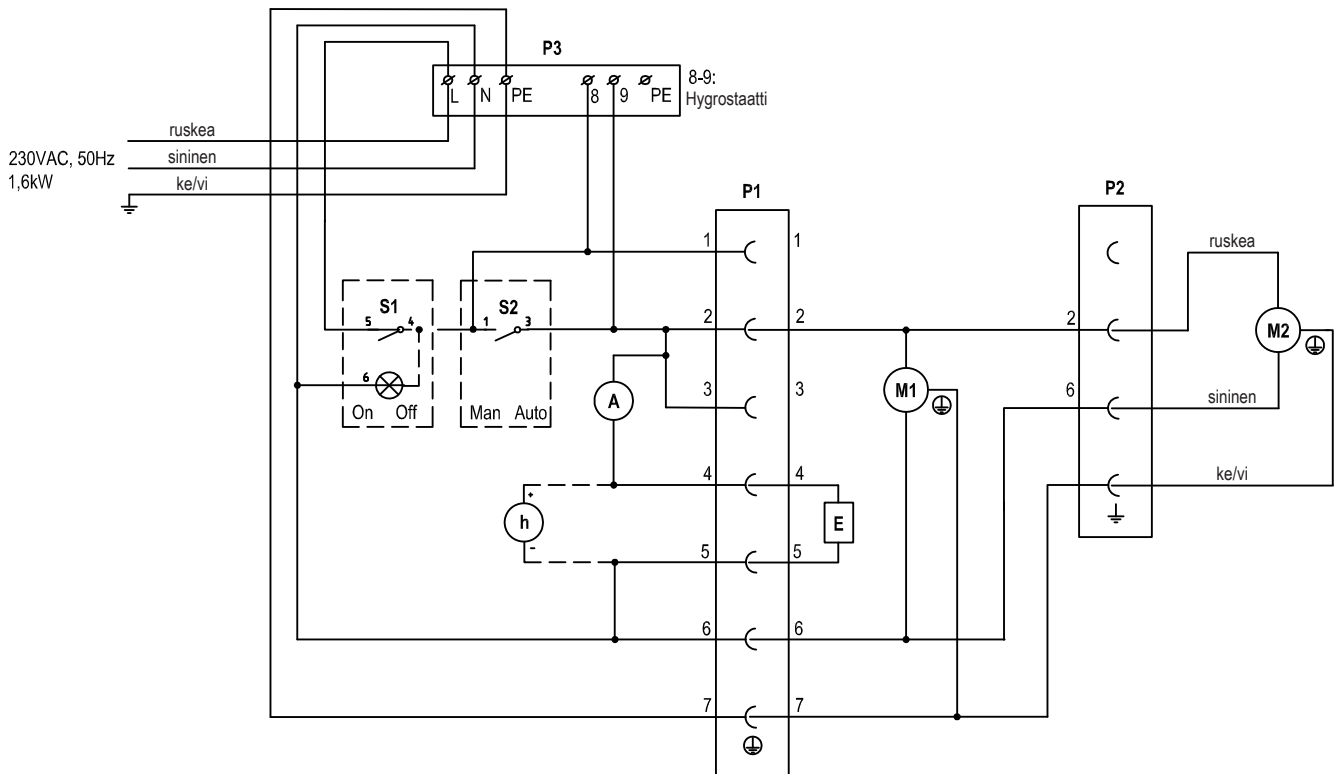 P3
L N PE 8 9 PE
8-9:
Hygrostaatti
ruskea
230VAC, 50Hz
sininen
1,6kW
ke/vi
P1
P2
1 1
ruskea
S1
S2
5 4 1 3
2 2
2
M1
M2
6
3 3
6
A
sininen
On Off
Man Auto
4 4
ke/vi
+
h
-
E
5 5
6 6
7 7